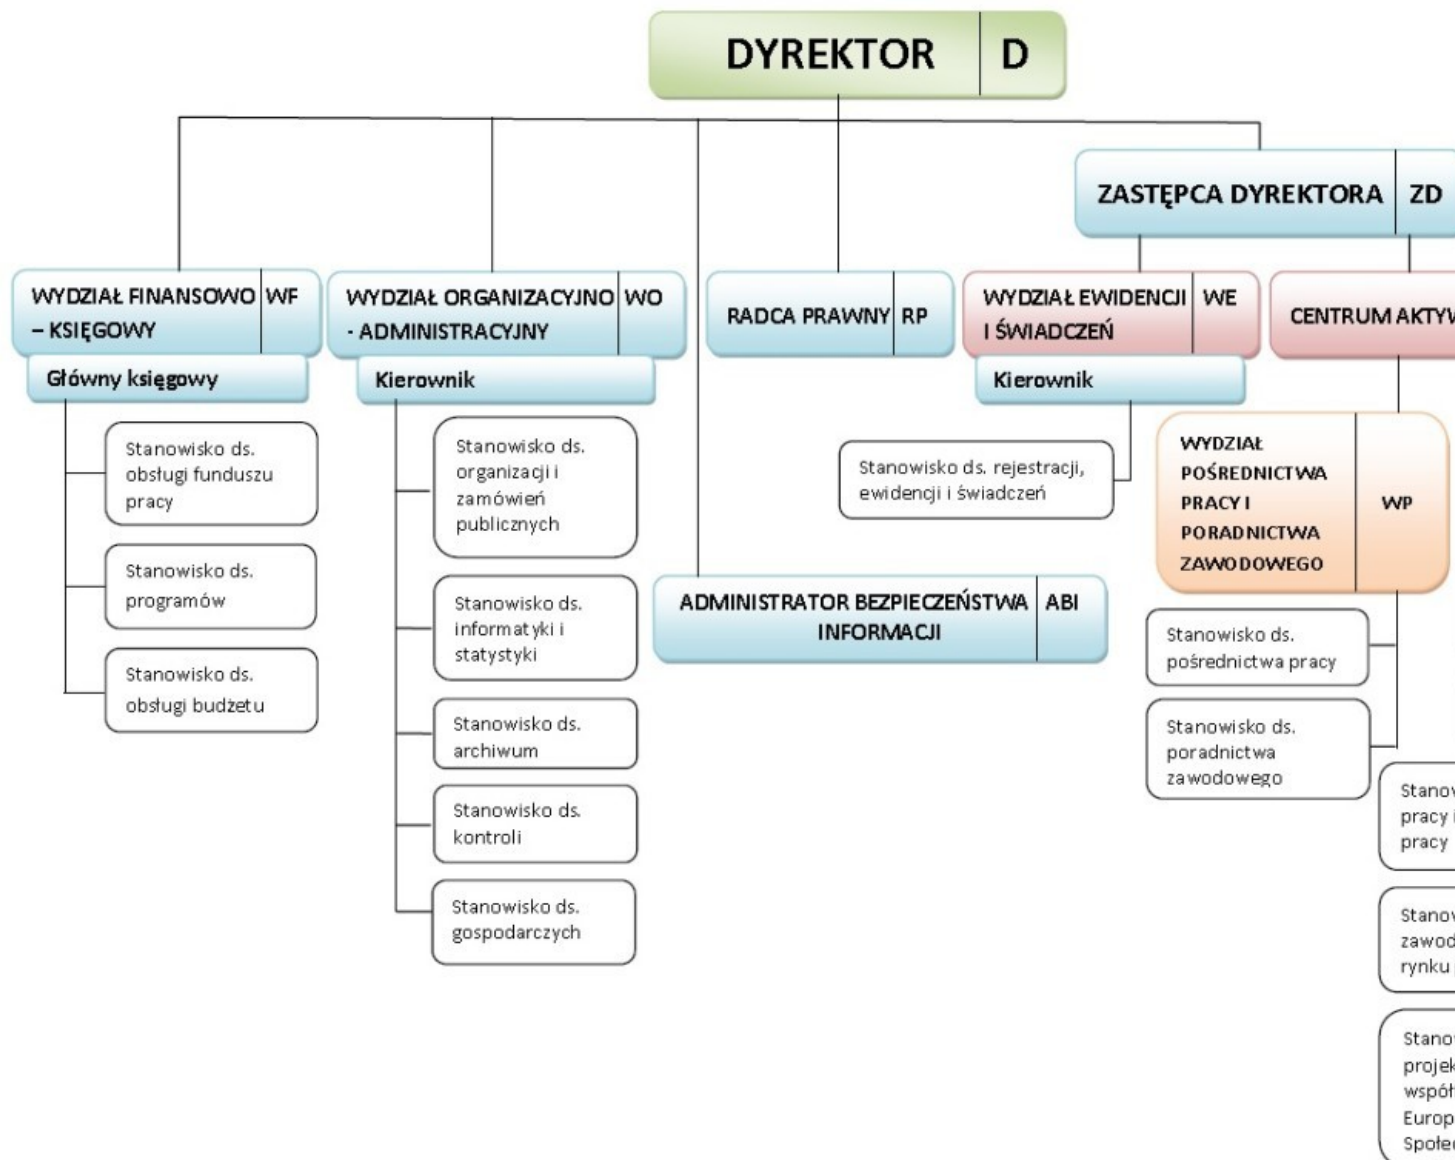 DYREKTOR D
ZASTĘPCA DYREKTORA ZD
WYDZIAŁ FINANSOWO WF
– KSIĘGOWY
Główny księgowy
Stanowisko ds.
obsługi funduszu
pracy
Stanowisko ds.
programów
Stanowisko ds.
obsługi budżetu
WYDZIAŁ ORGANIZACYJNO WO
- ADMINISTRACYJNY
Kierownik
Stanowisko ds.
organizacji i
zamówień
publicznych
Stanowisko ds.
informatyki i
statystyki
Stanowisko ds.
archiwum
Stanowisko ds.
kontroli
Stanowisko ds.
gospodarczych
RADCA PRAWNY RP
ADMINISTRATOR BEZPIECZEŃSTWA ABI
INFORMACJI
WYDZIAŁ EWIDENCJI WE
I ŚWIADCZEŃ
Kierownik
Stanowisko ds. rejestracji,
ewidencji i świadczeń
CENTRUM
WYDZIAŁ
POŚREDNICTWA
PRACY I WP
PORADNICTWA
ZAWODOWEGO
Stanowisko ds.
pośrednictwa pracy
Stanowisko ds.
poradnictwa
zawodowego
pracy
pracy
rynku